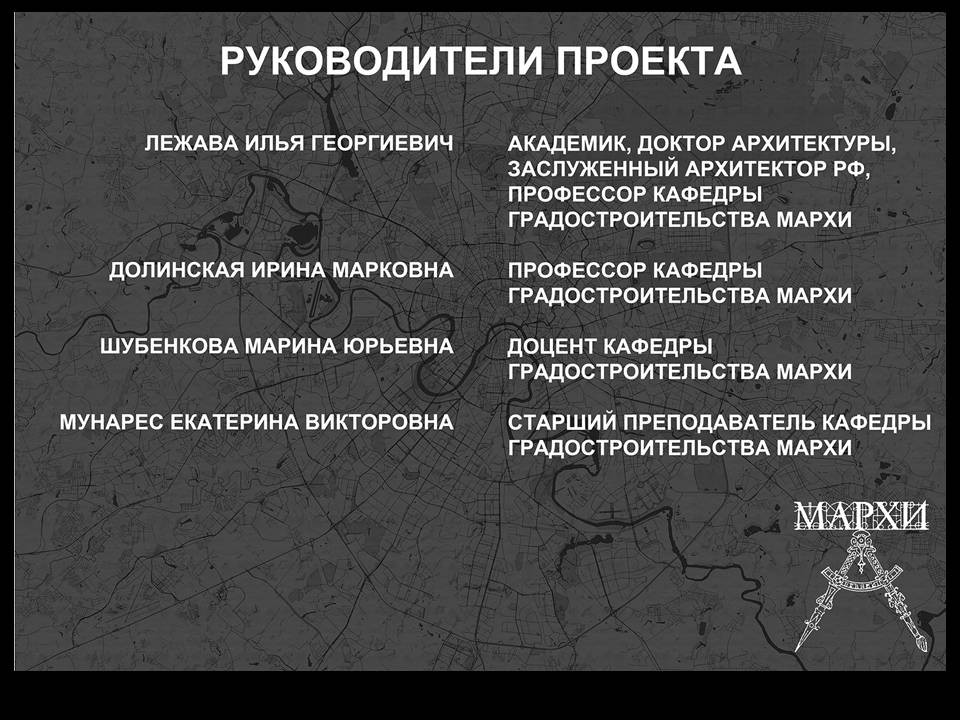 РУКОВОДИТЕЛИ ПРОЕКТА
ЛЕЖАВА ИЛЬЯ ГЕОРГИЕВИЧ
АКАДЕМИК, ДОКТОР АРХИТЕКТУРЫ,
ЗАСЛУЖЕННЫЙ АРХИТЕКТОР РФ,
ПРОФЕССОР КАФЕДРЫ
ГРАДОСТРОИТЕЛЬСТВА МАРХИ
ДОЛИНСКАЯ ИРИНА МАРКОВНА
ПРОФЕССОР КАФЕДРЫ
ГРАДОСТРОИТЕЛЬСТВА МАРХИ
ШУБЕНКОВА МАРИНА ЮРЬЕВНА
ДОЦЕНТ КАФЕДРЫ
ГРАДОСТРОИТЕЛЬСТВА МАРХИ
МУНАРЕС ЕКАТЕРИНА ВИКТОРОВНА
СТАРШИЙ ПРЕПОДАВАТЕЛЬ КАФЕДРЫ
ГРАДОСТРОИТЕЛЬСТВА МАРХИ
МАРХИ